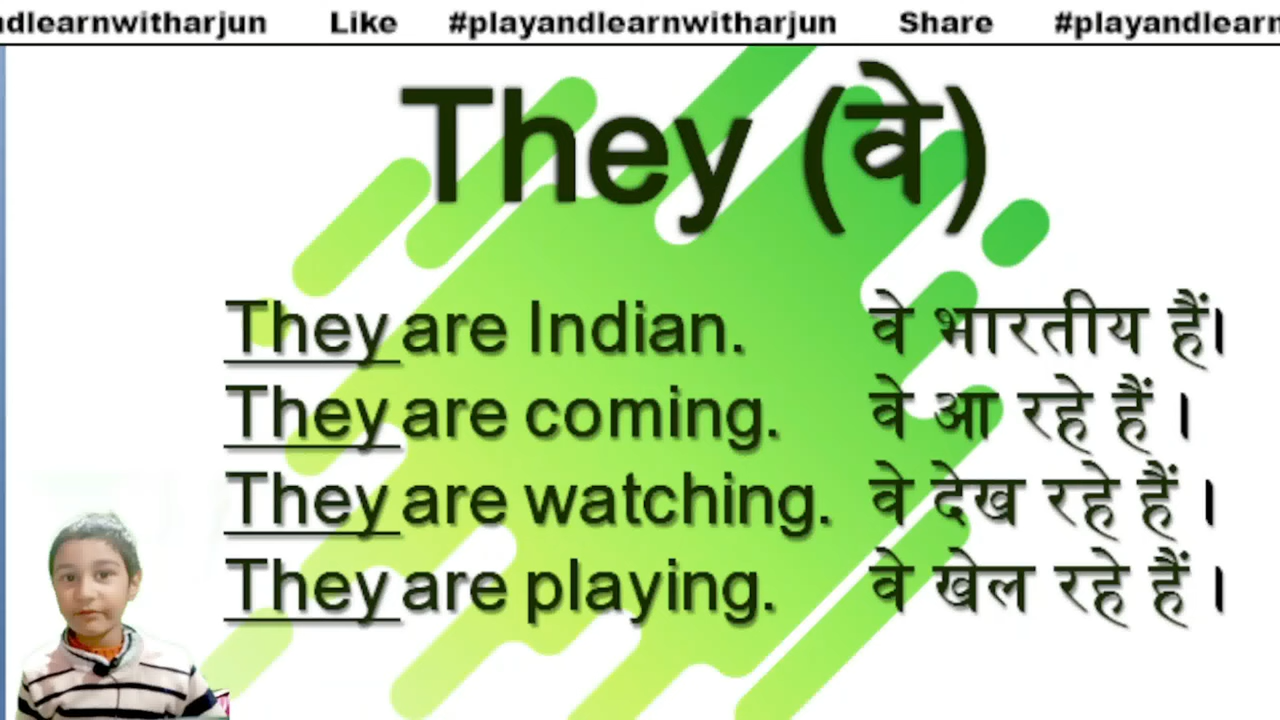 ndlearnwitharjun Like #playandlearnwitharjun Share #playandlearn
They (वे)
They are Indian. वे भारतीय हैं।
They are coming. वे आ रहे हैं ।
They are watching. वे देख रहे हैं ।
They are playing. वे खेल रहे हैं ।